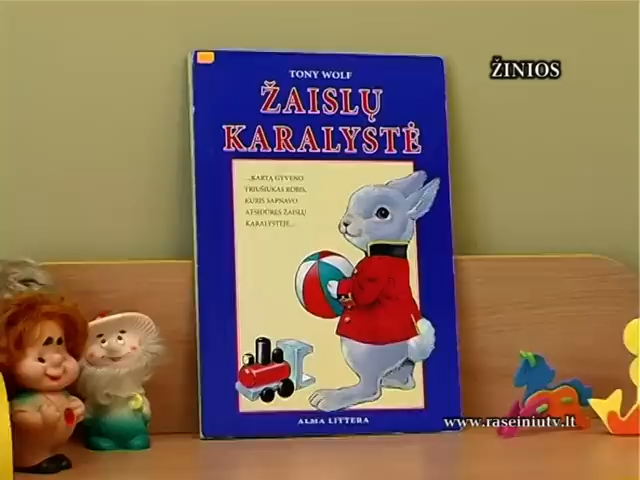 ŽINIOS
TONY WOLF
ŽAISLŲ
KARALYSTĖ
...KARTĄ GYVENO
TRIUŠIUKAS ROBIS,
KURIS SAPNAVO
ATSIDŪRĘS ŽAISLŲ
KARALYSTĖJE...
ALMA LITTERA
www.raseiniutv.lt